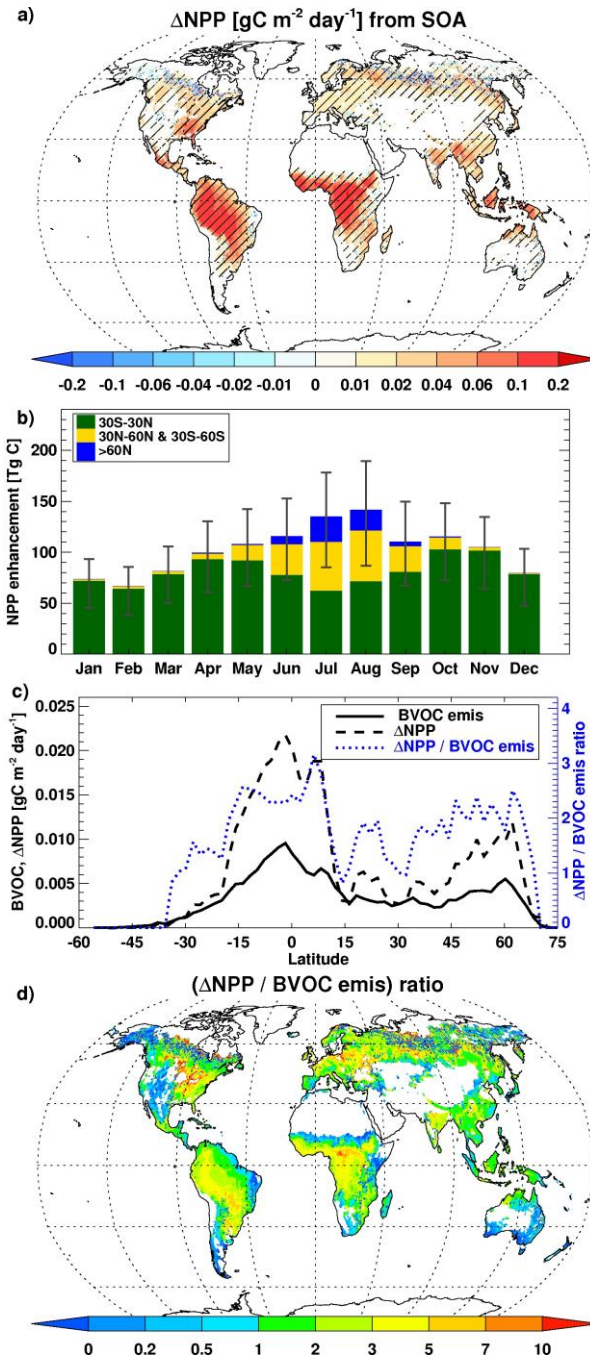 a) ΔNPP [gC m⁻² day⁻¹] from SOA
-0.2 -0.1 -0.06 -0.04 -0.02 -0.01 0 0.01 0.02 0.04 0.06 0.1 0.2
b)
NPP enhancement [Tg C]
200
150
100
50
0
30S-30N
30N-60N & 30S-60S
>60N
Jan Feb Mar Apr May Jun Jul Aug Sep Oct Nov Dec
c)
BVOC, ΔNPP [gC m⁻² day⁻¹]
0.025
0.020
0.015
0.010
0.005
0.000
BVOC emis
ΔNPP
ΔNPP / BVOC emis
4
3
2
1
0
ΔNPP / BVOC emis ratio
-60 -45 -30 -15 0 15 30 45 60 75
Latitude
d) (ΔNPP / BVOC emis) ratio
0 0.2 0.5 1 2 3 5 7 10